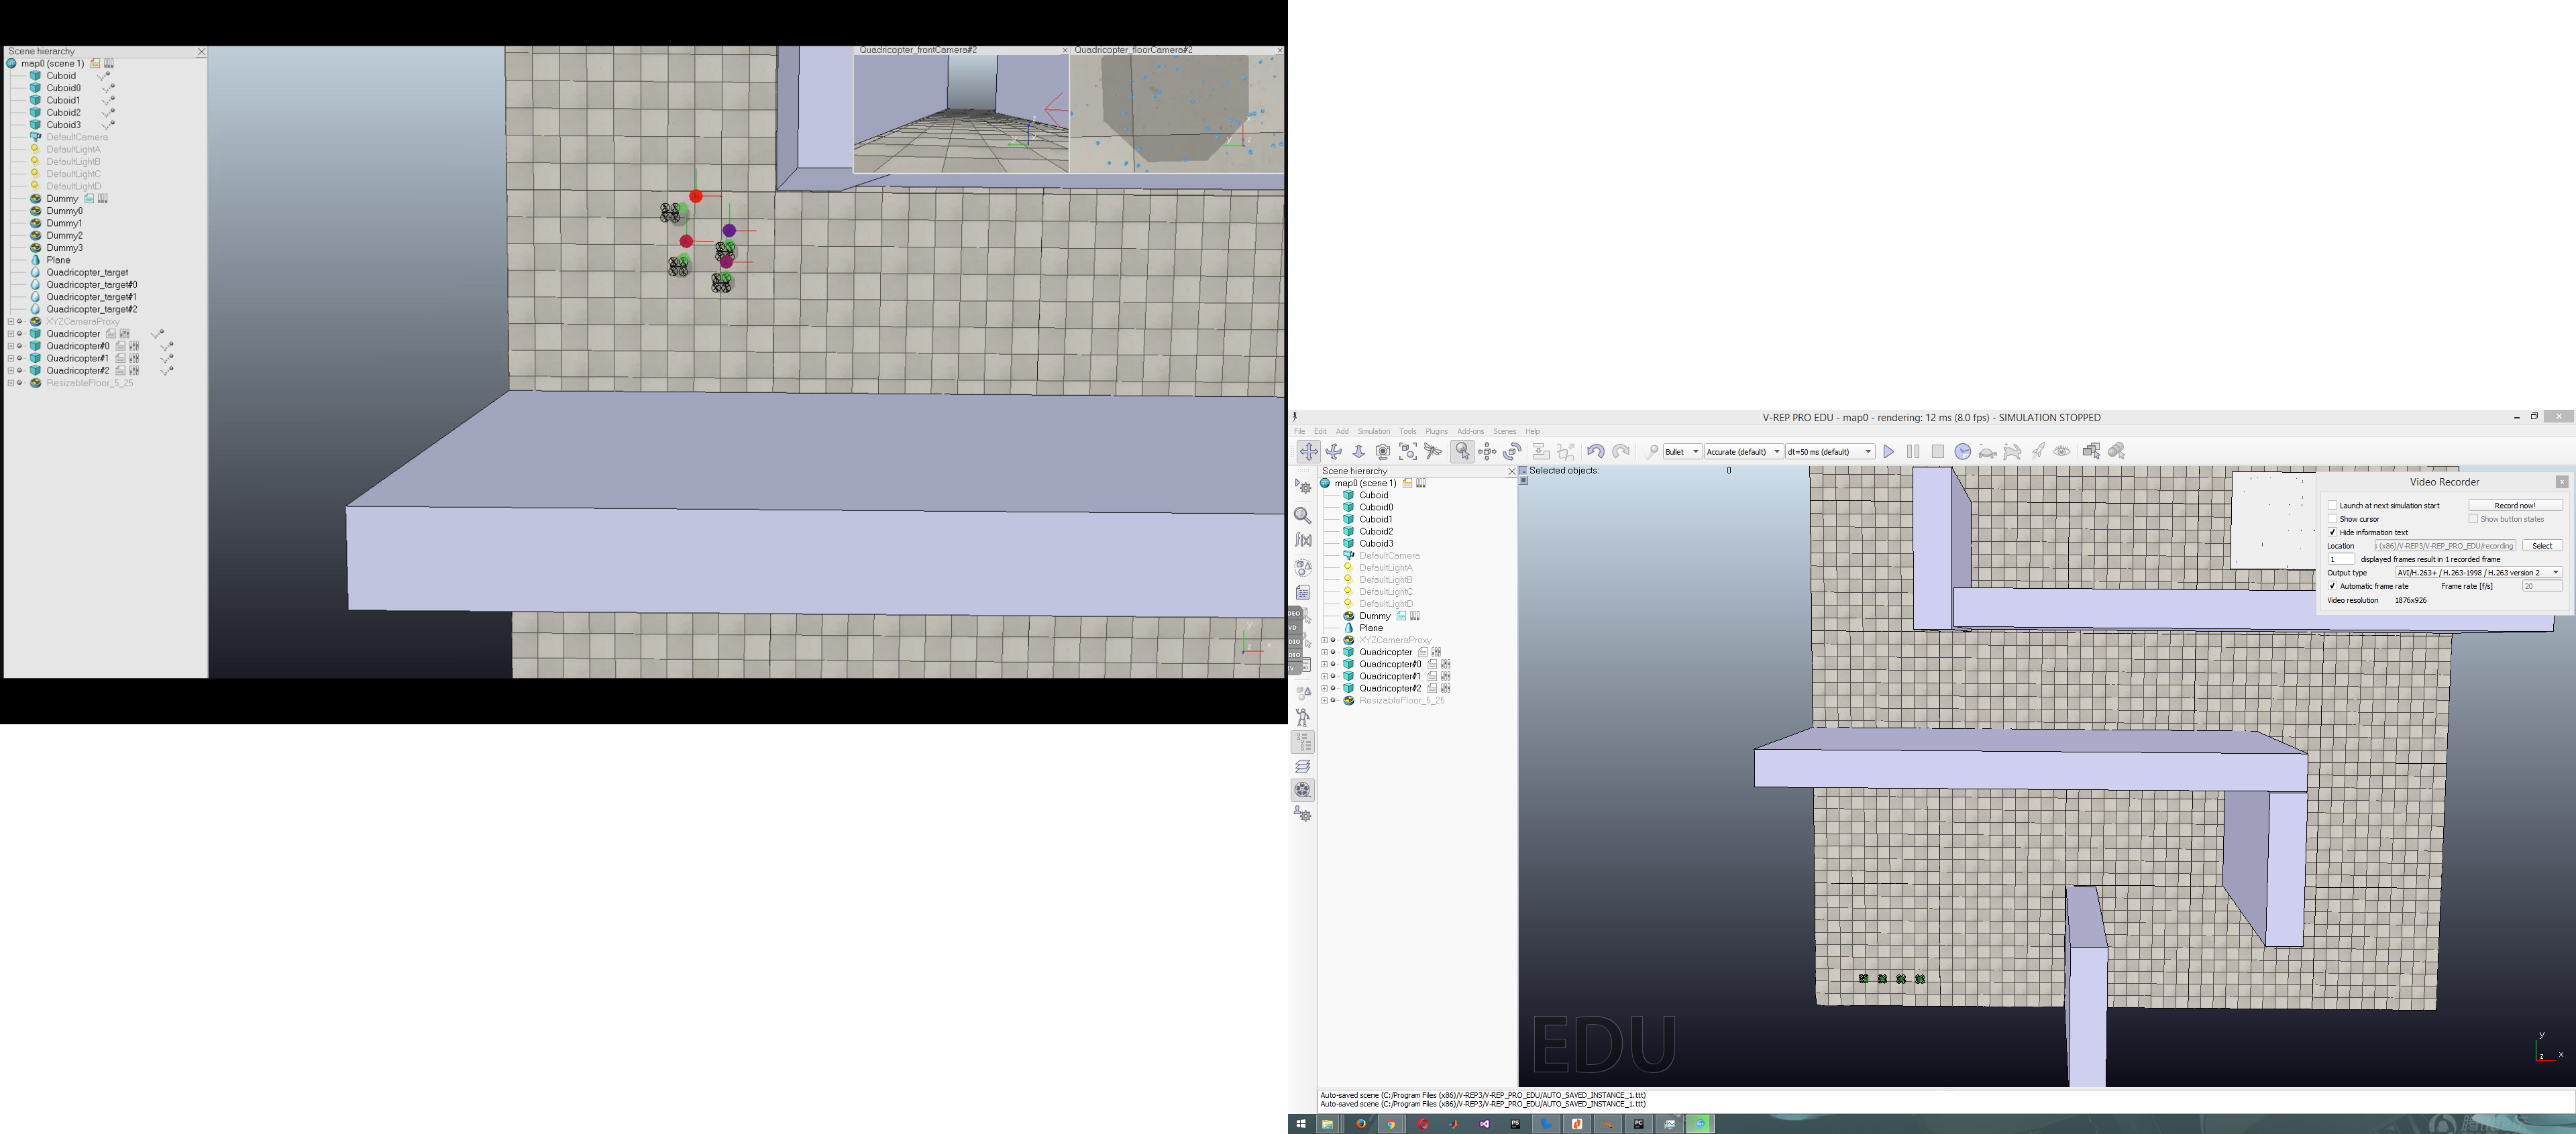 Scene hierarchy
map0 (scene 1)
Cuboid
Cuboid0
Cuboid1
Cuboid2
Cuboid3
DefaultCamera
DefaultLightA
DefaultLightB
DefaultLightC
DefaultLightD
Dummy
Dummy0
Dummy1
Dummy2
Dummy3
Plane
Quadricopter_target
Quadricopter_target#0
Quadricopter_target#1
Quadricopter_target#2
XYZCameraProxy
Quadricopter
Quadricopter#0
Quadricopter#1
Quadricopter#2
ResizableFloor_5_25
Quadricopter_frontCamera#2
Quadricopter_floorCamera#2
V-REP PRO EDU - map0 - rendering: 12 ms (8.0 fps) - SIMULATION STOPPED
File Edit Add Simulation Tools Plugins Add-ons Scenes Help
Bullet Accurate (default) dt=50 ms (default)
Scene hierarchy
map0 (scene 1)
Cuboid
Cuboid0
Cuboid1
Cuboid2
Cuboid3
DefaultCamera
DefaultLightA
DefaultLightB
DefaultLightC
DefaultLightD
Dummy
Plane
XYZCameraProxy
Quadricopter
Quadricopter#0
Quadricopter#1
Quadricopter#2
ResizableFloor_5_25
Selected objects: 0
Video Recorder
Launch at next simulation start Record now!
Show cursor Show button states
Hide information text
Location (x86)/V-REP3/V-REP_PRO_EDU/recording Select
1 displayed frames result in 1 recorded frame
Output type AVI/H.263+ / H.263-1998 / H.263 version 2
Automatic frame rate Frame rate [f/s] 20
Video resolution 1876x926
EDU
y
z x
Auto-saved scene (C:/Program Files (x86)/V-REP3/V-REP_PRO_EDU/AUTO_SAVED_INSTANCE_1.ttt)
Auto-saved scene (C:/Program Files (x86)/V-REP3/V-REP_PRO_EDU/AUTO_SAVED_INSTANCE_1.ttt)